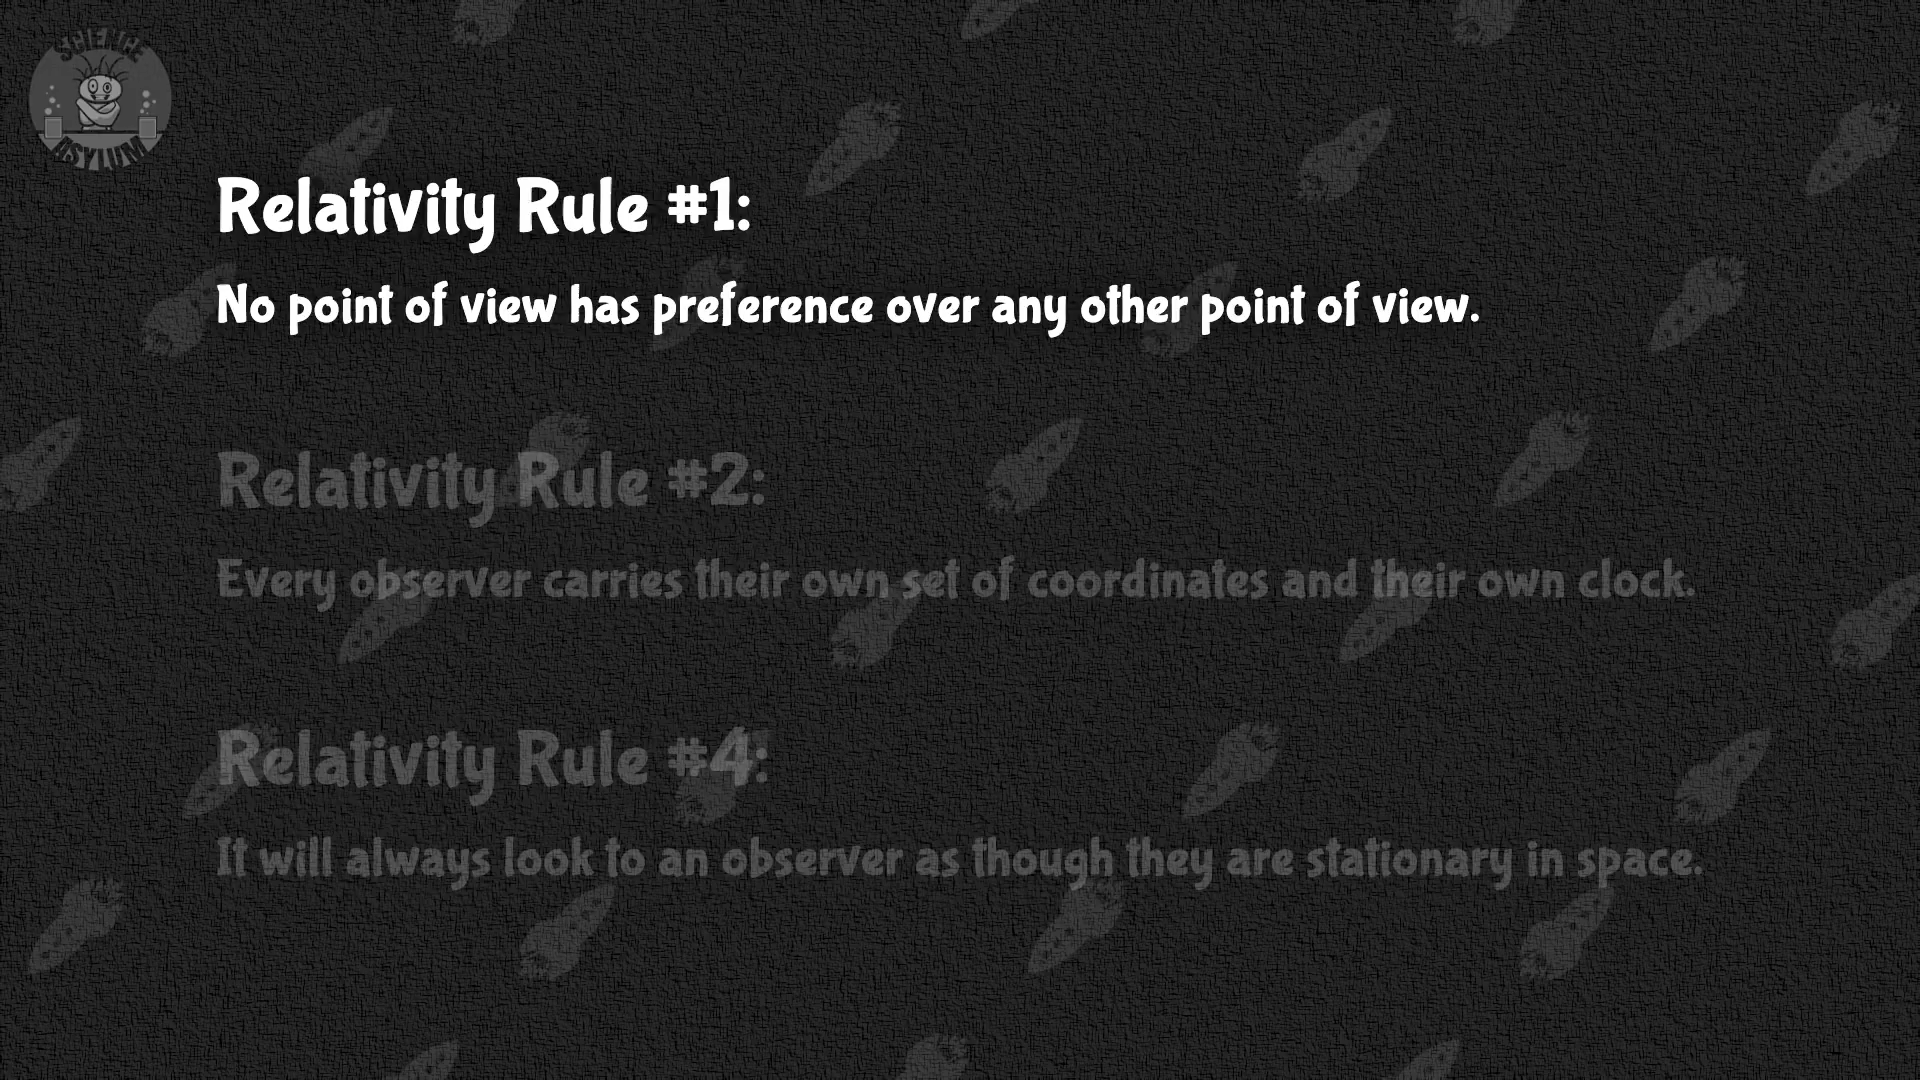 SCIENCE
ASYLUM
Relativity Rule #1:
No point of view has preference over any other point of view.
Relativity Rule #2:
Every observer carries their own set of coordinates and their own clock.
Relativity Rule #4:
It will always look to an observer as though they are stationary in space.